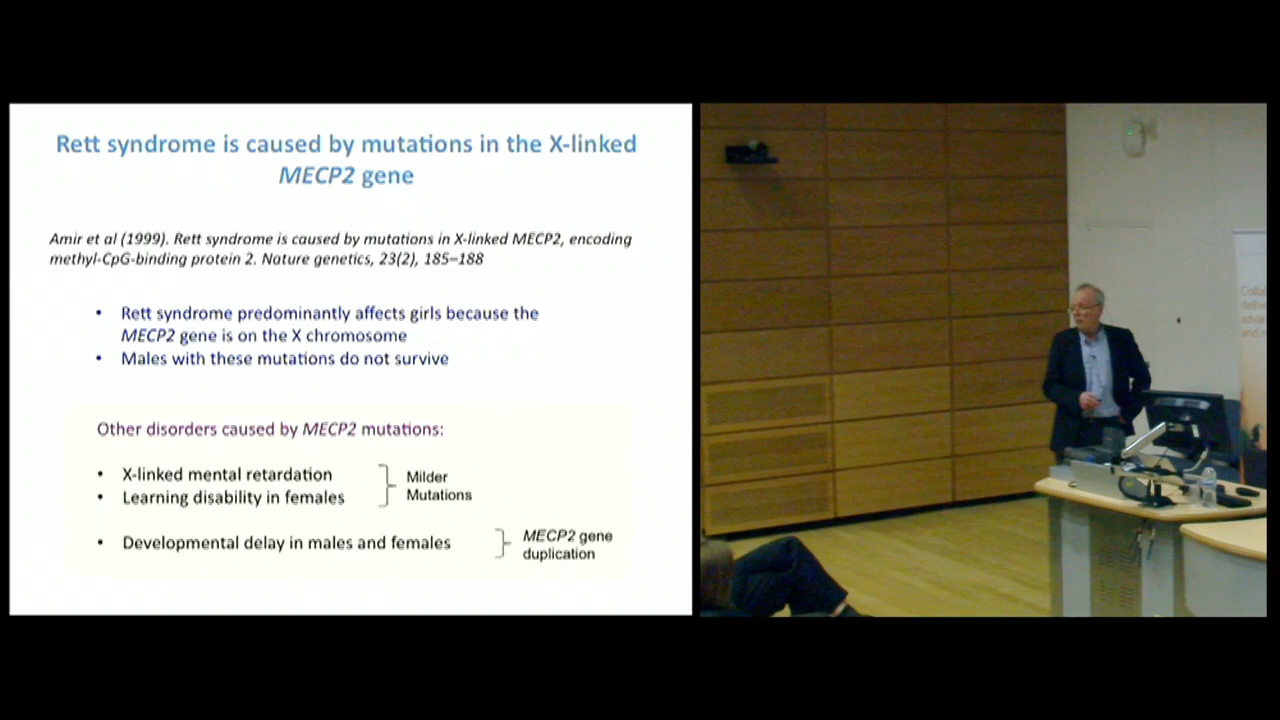 Rett syndrome is caused by mutations in the X-linked
MECP2 gene
Amir et al (1999). Rett syndrome is caused by mutations in X-linked MECP2, encoding
methyl-CpG-binding protein 2. Nature genetics, 23(2), 185–188
• Rett syndrome predominantly affects girls because the
MECP2 gene is on the X chromosome
• Males with these mutations do not survive
Other disorders caused by MECP2 mutations:
• X-linked mental retardation
• Learning disability in females
Milder
Mutations
• Developmental delay in males and females
MECP2 gene
duplication